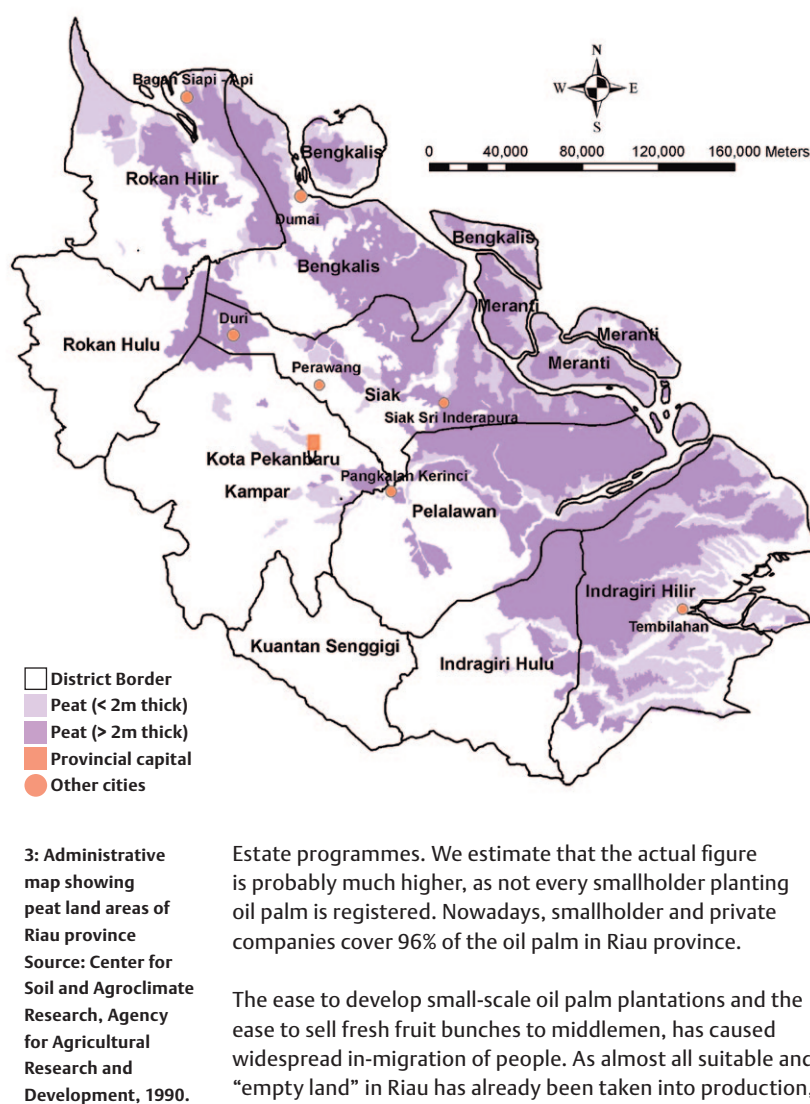 Bagan Siapi - Api
N
W E
S
Bengkalis
0 40,000 80,000 120,000 160,000 Meters
Rokan Hilir
Dumai
Bengkalis
Bengkalis
Meranti
Duri
Meranti
Rokan Hulu
Perawang
Meranti
Siak
Siak Sri Inderapura
Kota Pekanbaru
Pangkalan Kerinci
Kampar
Pelalawan
Indragiri Hilir
Tembilahan
Kuantan Senggigi
Indragiri Hulu
District Border
Peat (< 2m thick)
Peat (> 2m thick)
Provincial capital
Other cities
3: Administrative
map showing
peat land areas of
Riau province
Source: Center for
Soil and Agroclimate
Research, Agency
for Agricultural
Research and
Development, 1990.
Estate programmes. We estimate that the actual figure
is probably much higher, as not every smallholder planting
oil palm is registered. Nowadays, smallholder and private
companies cover 96% of the oil palm in Riau province.
The ease to develop small-scale oil palm plantations and the
ease to sell fresh fruit bunches to middlemen, has caused
widespread in-migration of people. As almost all suitable and
“empty land” in Riau has already been taken into production,